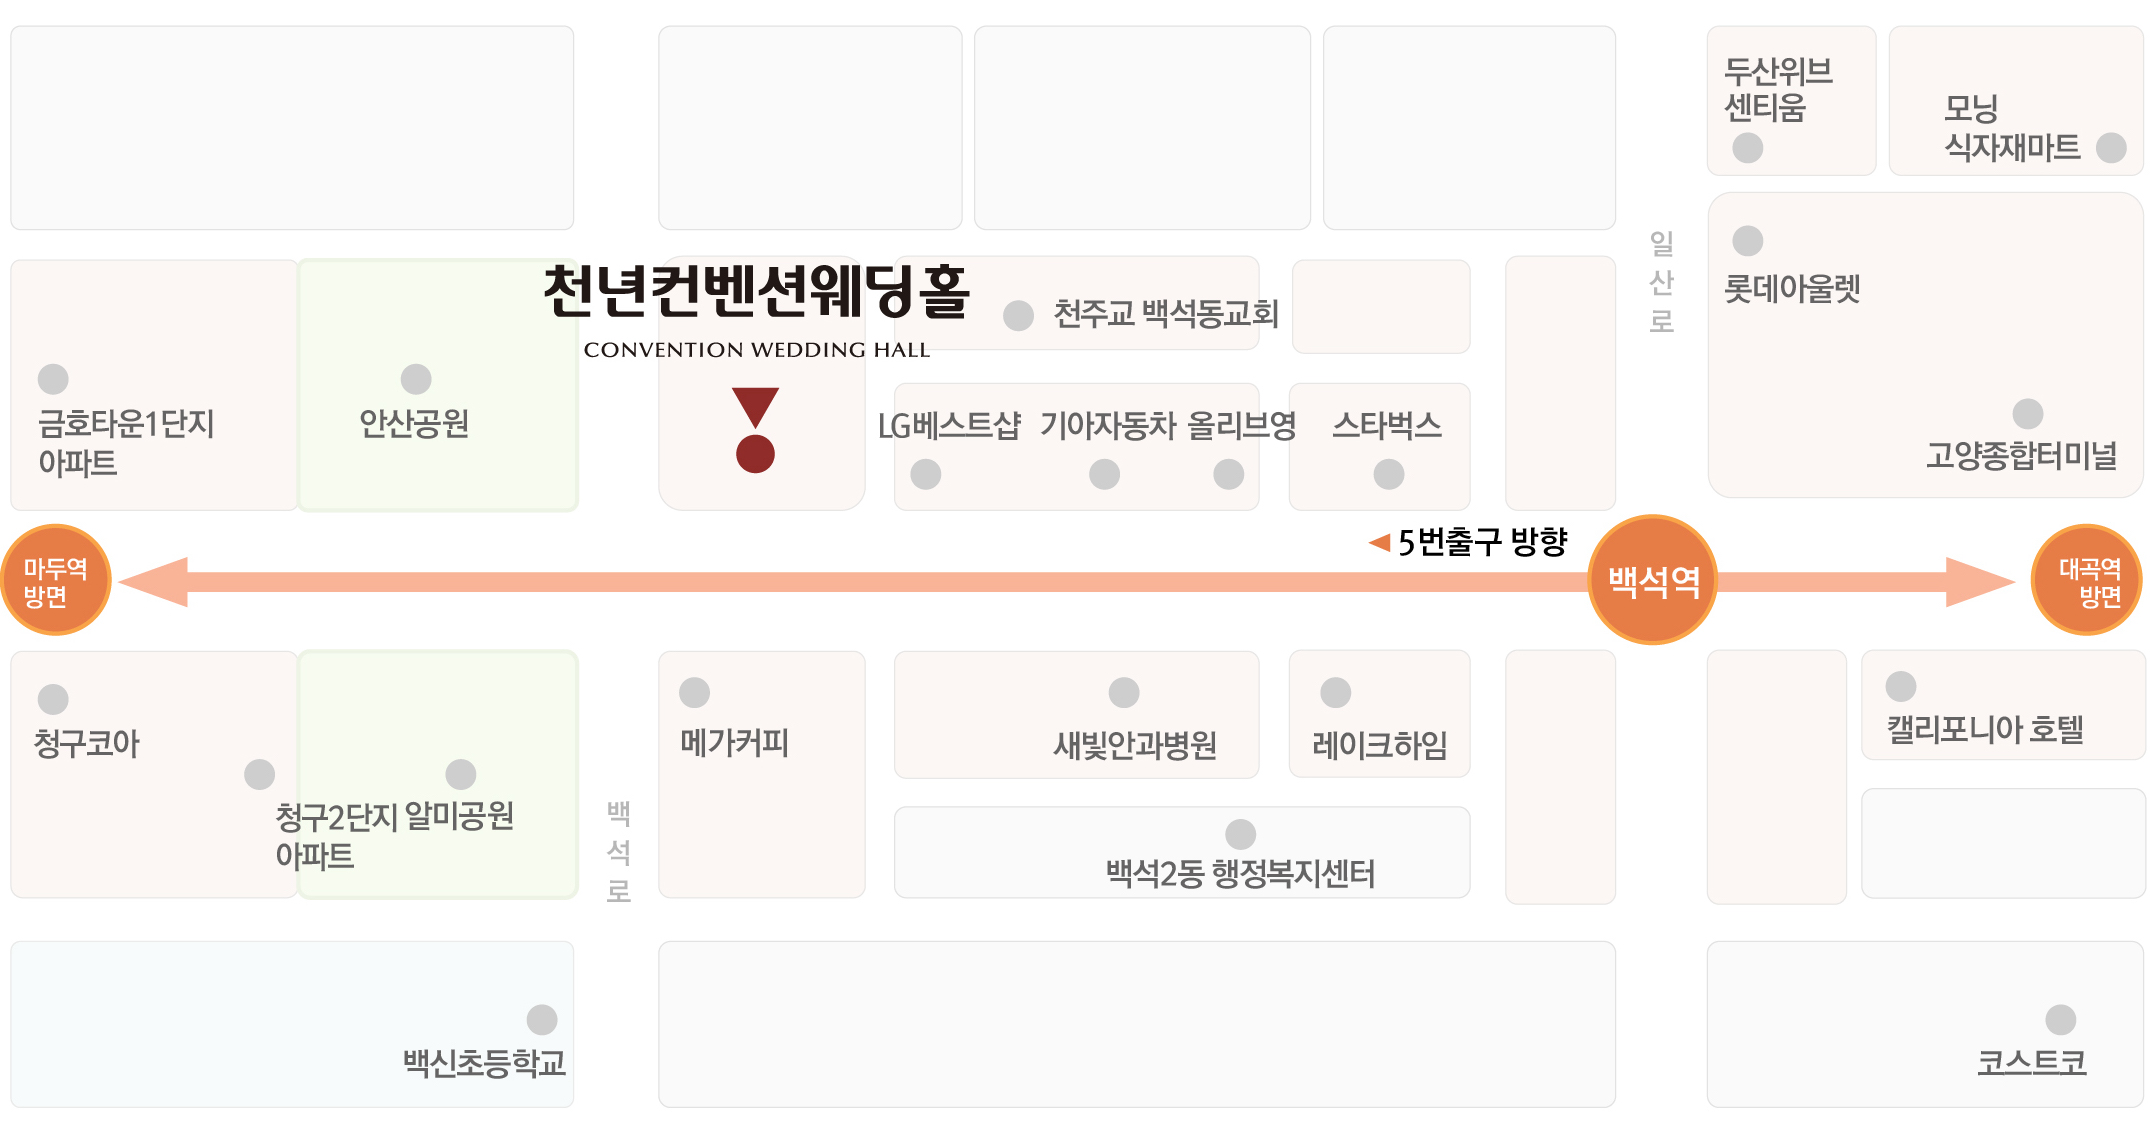 두산위브
센티움
모닝
식자재마트
일
산
로
롯데아울렛
고양종합터미널
천년컨벤션웨딩홀
CONVENTION WEDDING HALL
천주교 백석동교회
금호타운1단지
아파트
안산공원
LG베스트샵
기아자동차
올리브영
스타벅스
5번출구 방향
마두역
방면
백석역
대곡역
방면
청구코아
청구2단지
아파트
알미공원
백
석
로
메가커피
새빛안과병원
레이크하임
백석2동 행정복지센터
캘리포니아 호텔
백신초등학교
코스트코